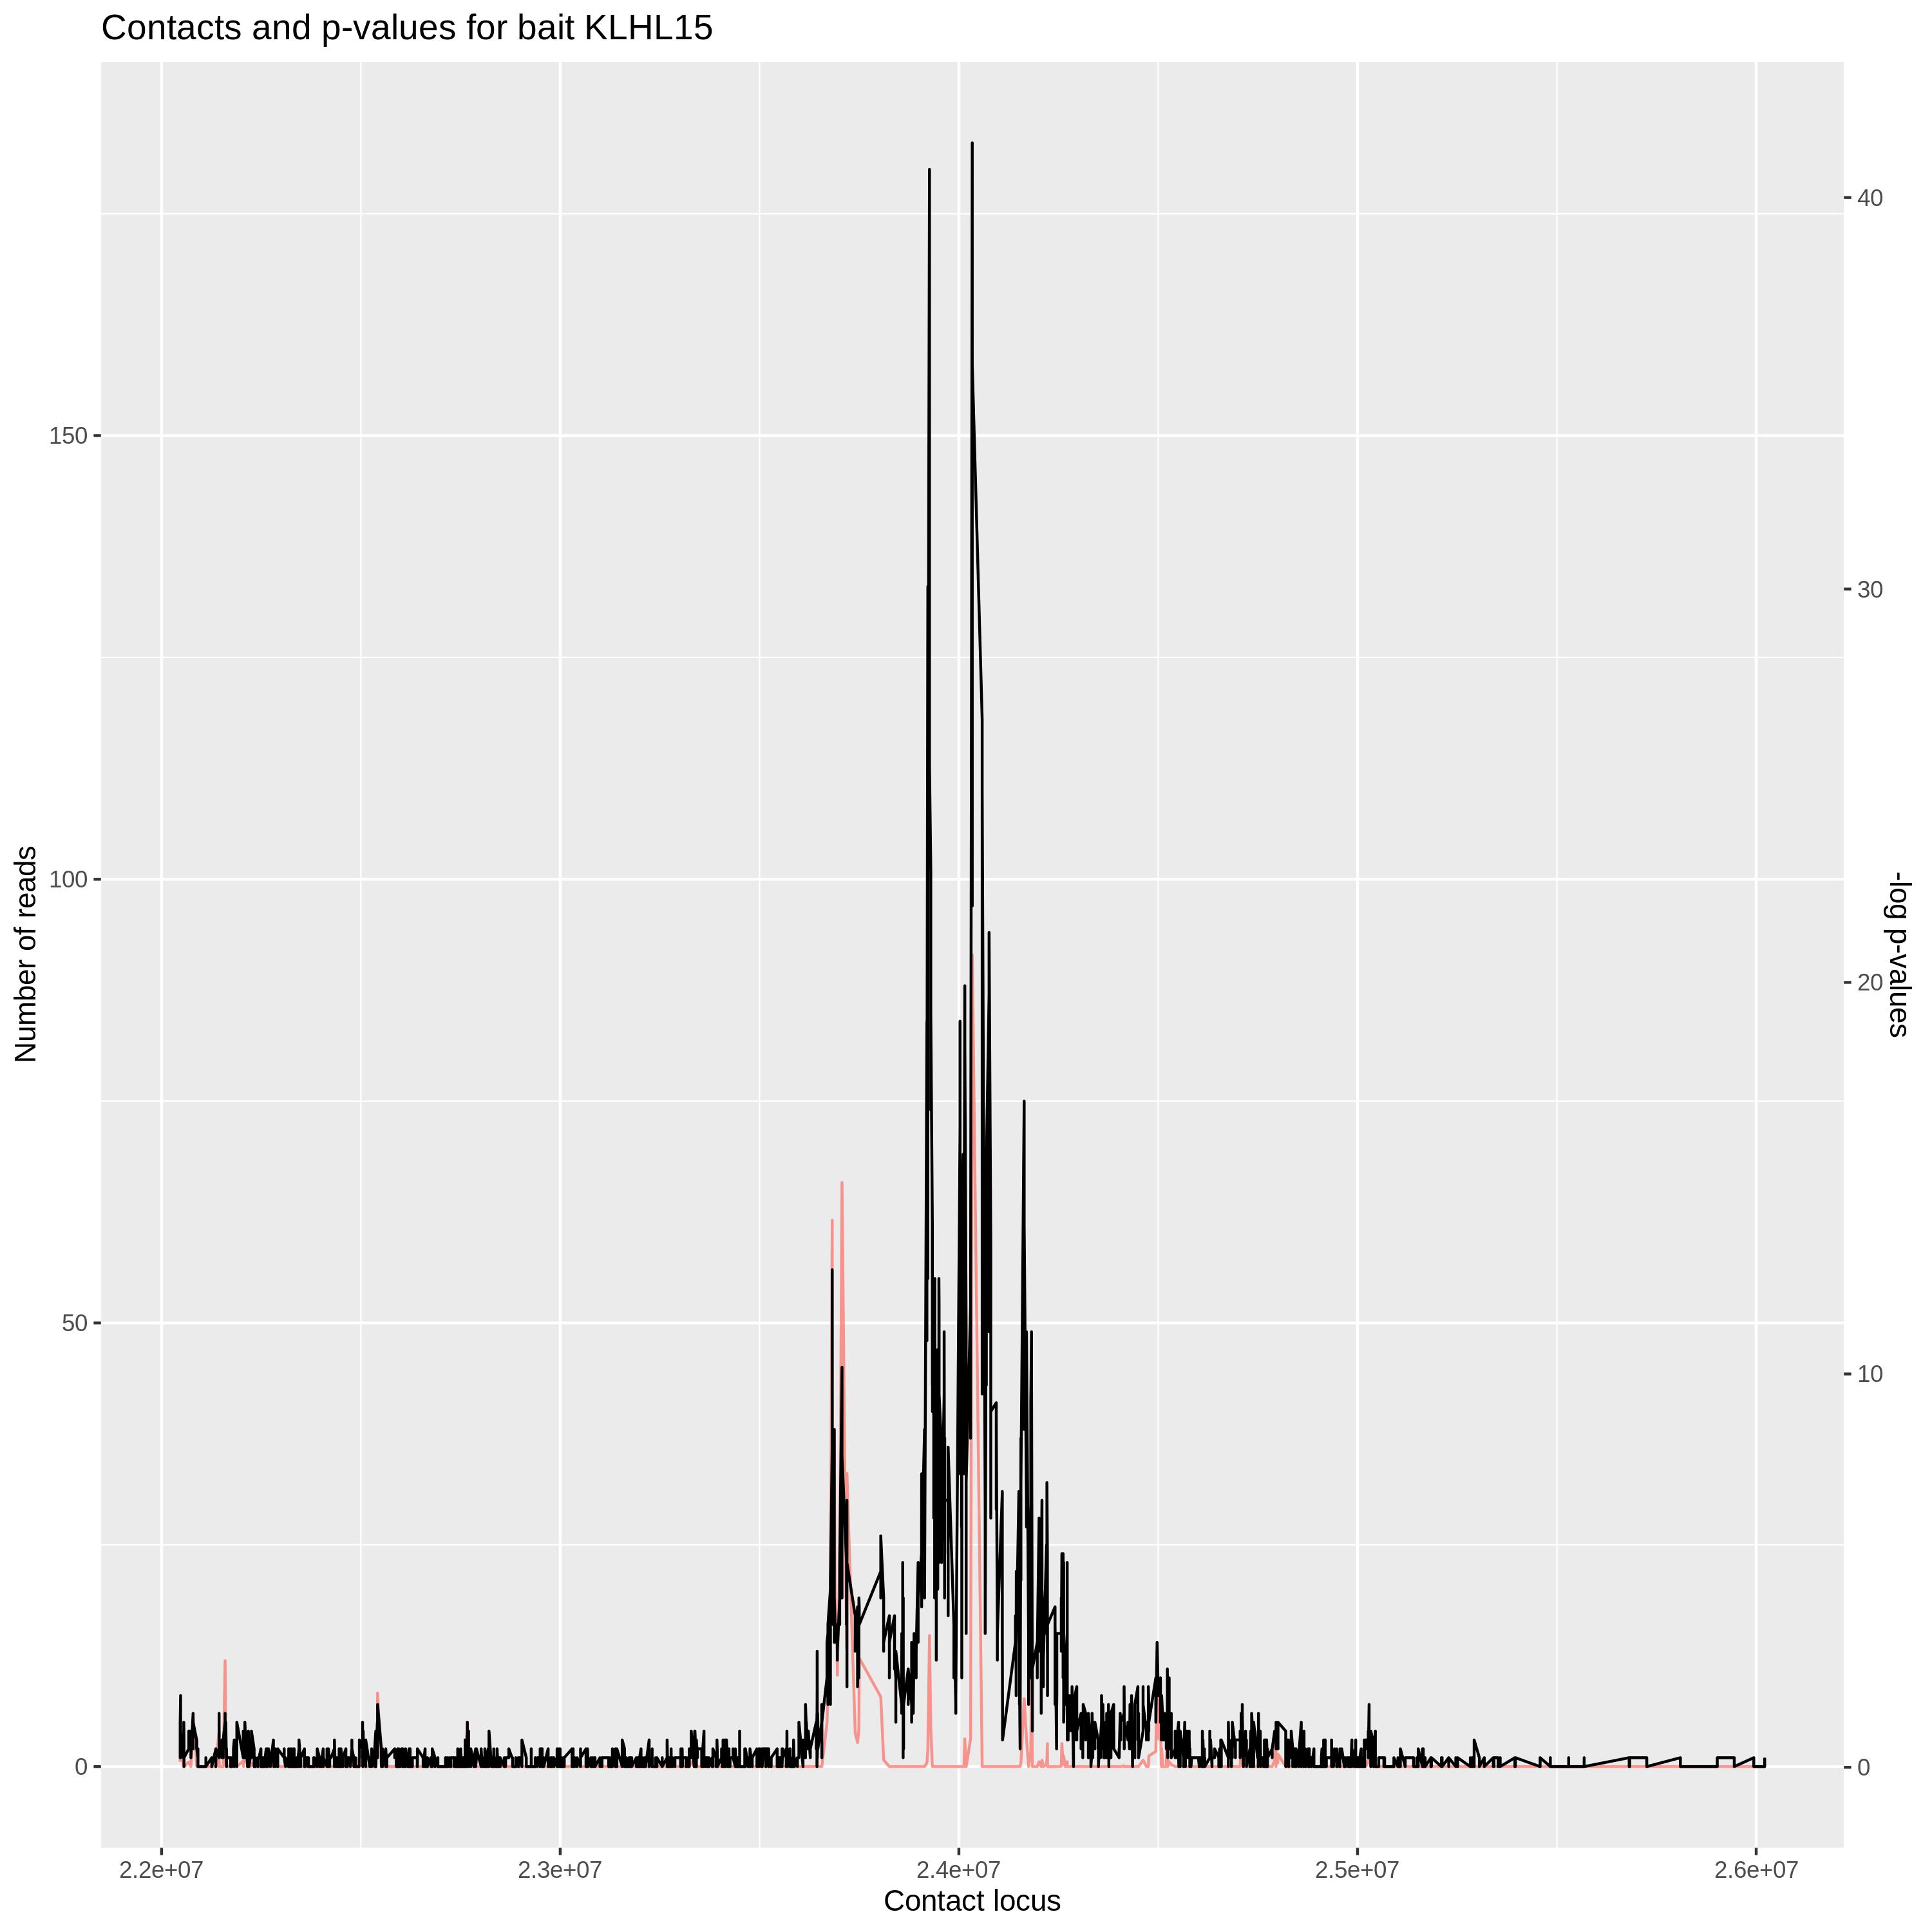 Contacts and p-values for bait KLHL15
Number of reads
150
100
50
0
40
30
20
10
0
-log p-values
2.2e+07 2.3e+07 2.4e+07 2.5e+07 2.6e+07
Contact locus